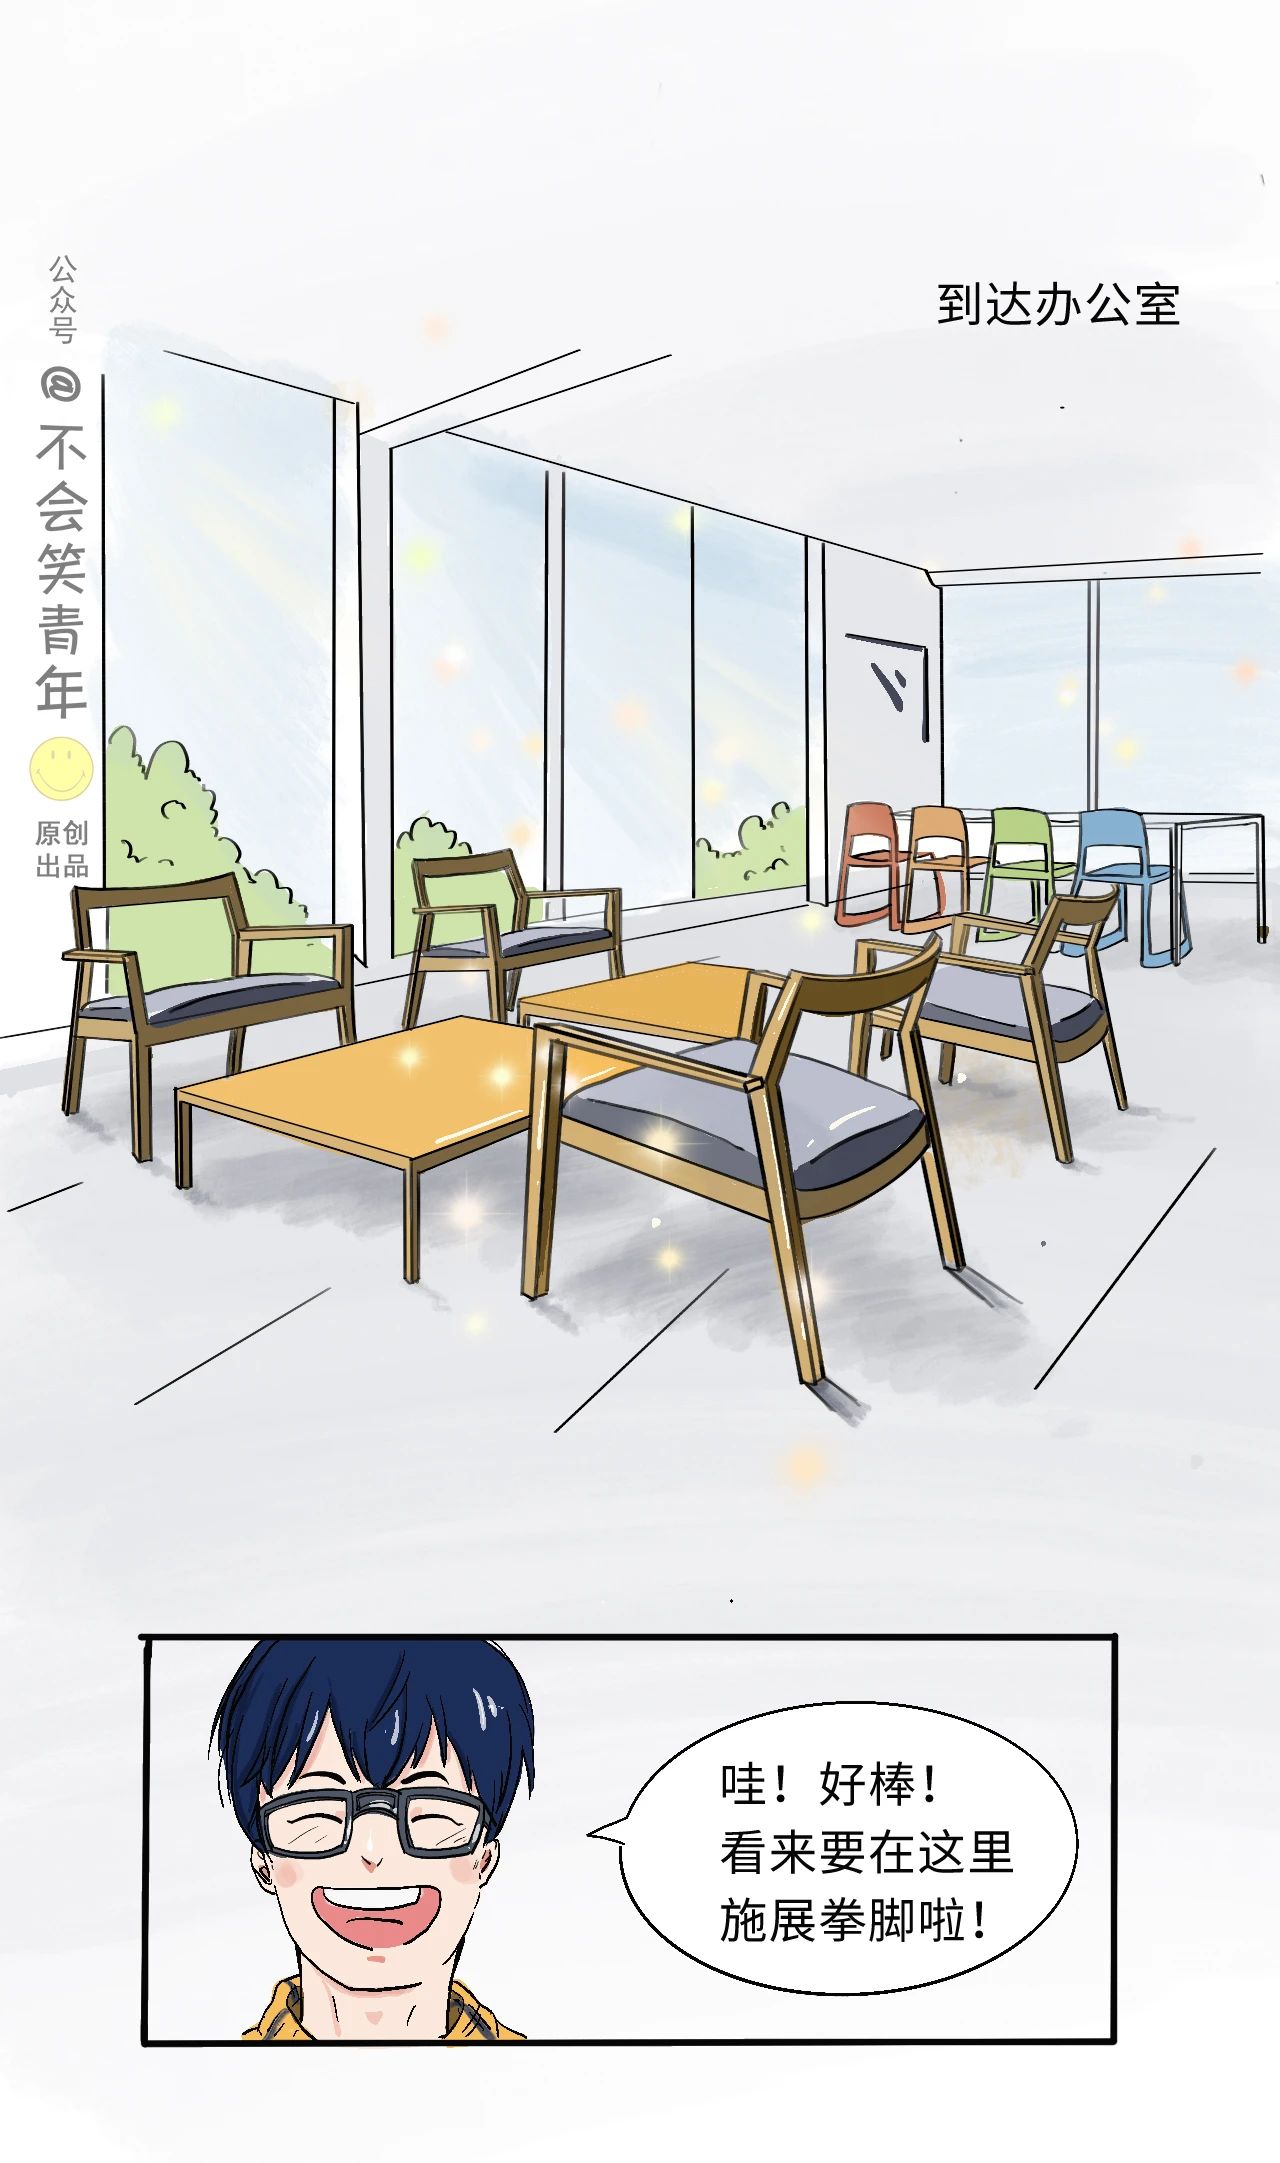 到达办公室
公众号
@不会笑青年
原创
出品
哇！好棒！
看来要在这里
施展拳脚啦！